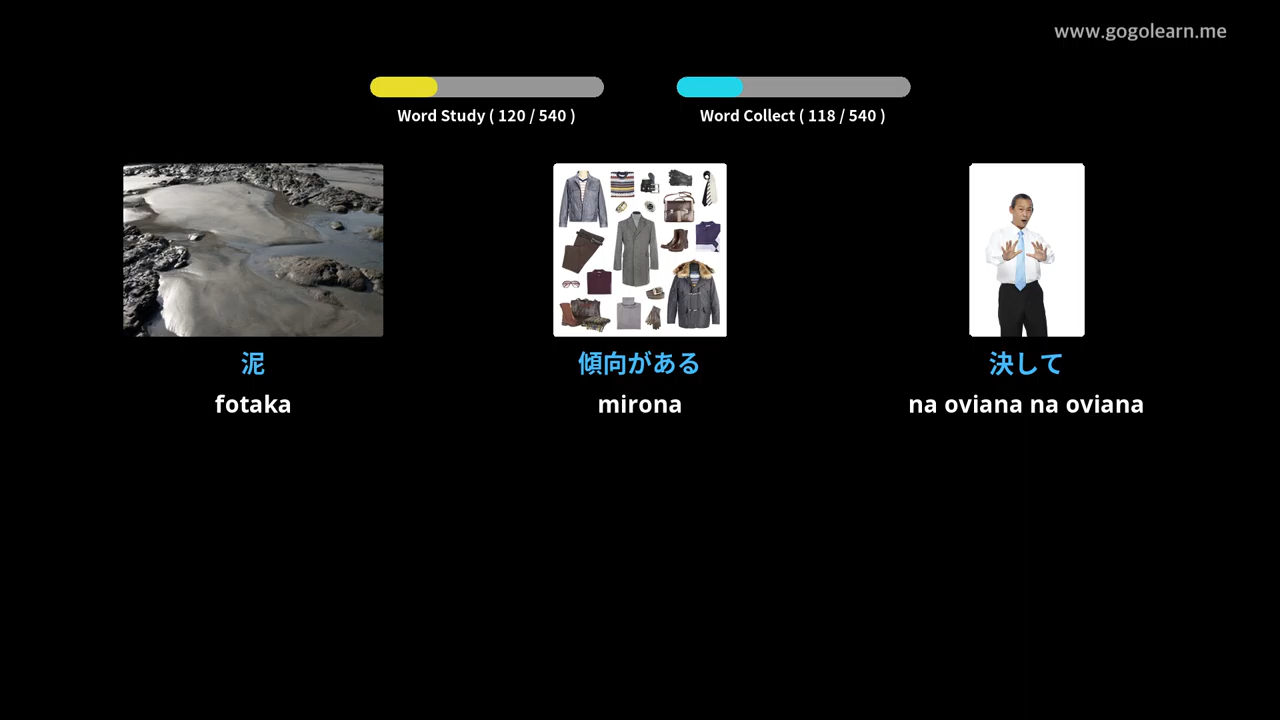 www.gogolearn.me
Word Study ( 120 / 540 )
Word Collect ( 118 / 540 )
泥
fotaka
傾向がある
mirona
決して
na oviana na oviana